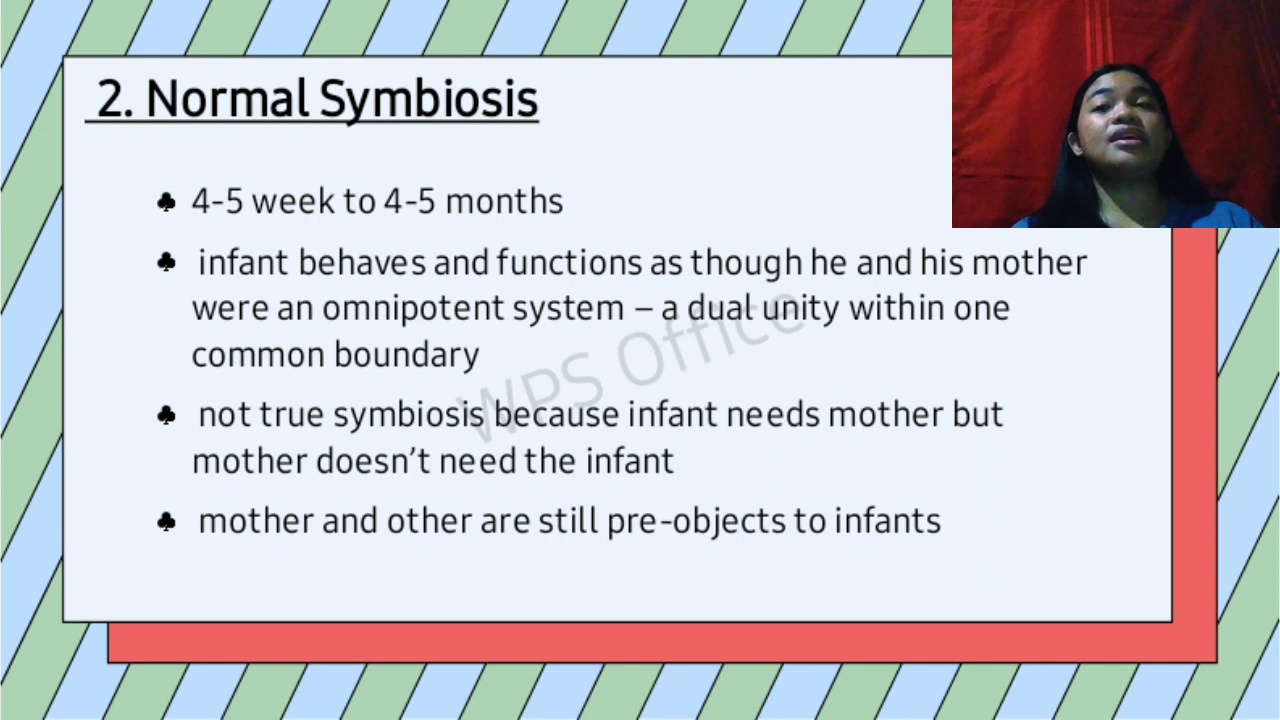 2. Normal Symbiosis
♣ 4-5 week to 4-5 months
♣ infant behaves and functions as though he and his mother
were an omnipotent system – a dual unity within one
common boundary
♣ not true symbiosis because infant needs mother but
mother doesn’t need the infant
♣ mother and other are still pre-objects to infants
WPS Office